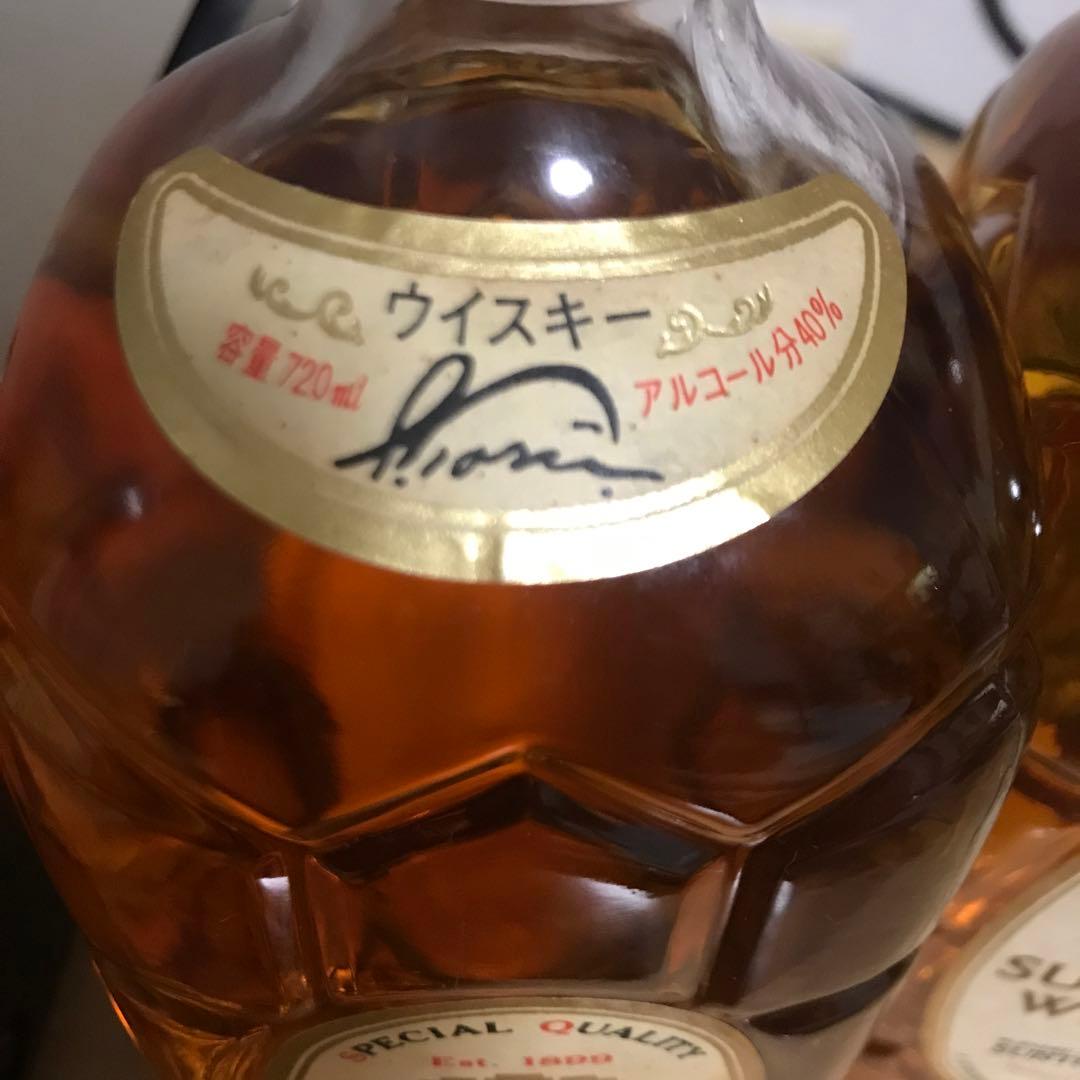 ウイスキー
容量720ml
アルコール分40%
SPECIAL QUALITY
Est. 1899
SU
W